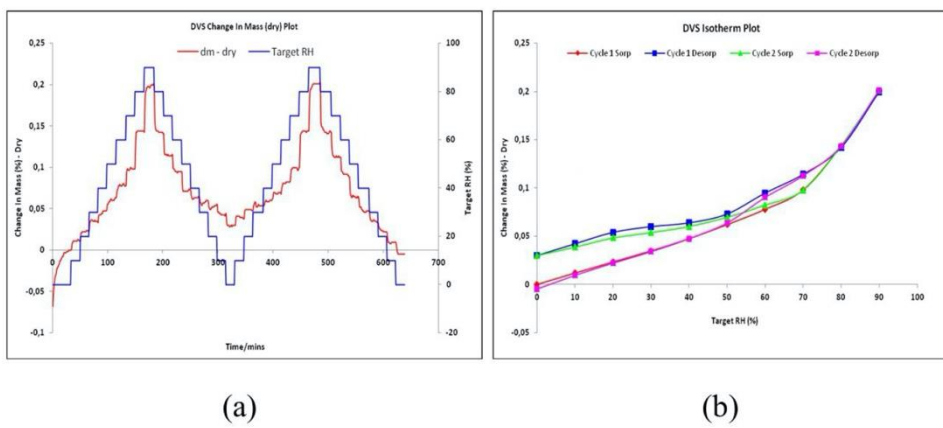 DVS Change In Mass (dry) Plot
dm - dry Target RH
0,25
0,2
0,15
0,1
0,05
0
-0,05
-0,1
100
80
60
40
20
0
-20
0 100 200 300 400 500 600 700
Change In Mass (%) - Dry
Target RH (%)
Time/mins
(a)
DVS Isotherm Plot
Cycle 1 Sorp Cycle 1 Desorp Cycle 2 Sorp Cycle 2 Desorp
0,25
0,2
0,15
0,1
0,05
0
-0,05
0 10 20 30 40 50 60 70 80 90 100
Change In Mass (%) - Dry
Target RH (%)
(b)